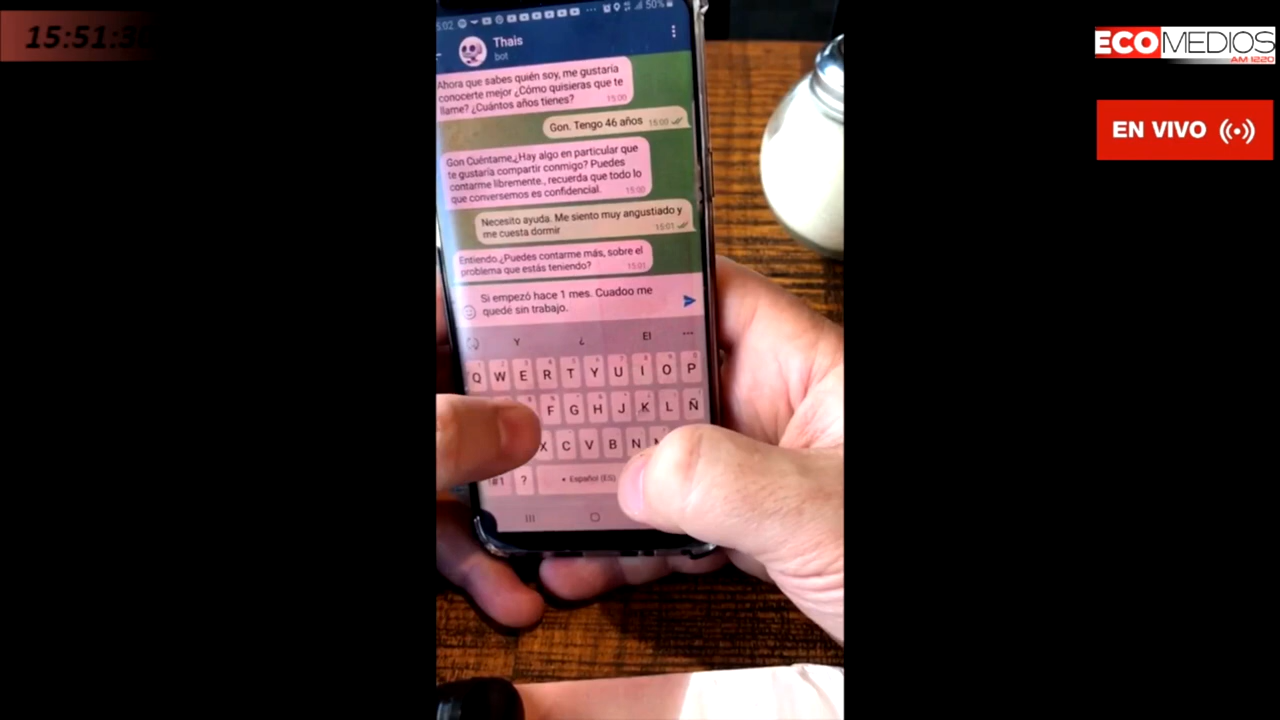 15:51:36
ECOMEDIOS
AM 1220
EN VIVO
5:02
50%
Thais
bot
Ahora que sabes quién soy, me gustaría
conocerte mejor ¿Cómo quisieras que te
llame? ¿Cuántos años tienes?
15:00
Gon. Tengo 46 años
15:00
Gon Cuéntame,¿Hay algo en particular que
te gustaría compartir conmigo? Puedes
contarme libremente., recuerda que todo lo
que conversemos es confidencial.
15:00
Necesito ayuda. Me siento muy angustiado y
me cuesta dormir
15:01
Entiendo ¿Puedes contarme más, sobre el
problema que estás teniendo?
15:01
Si empezó hace 1 mes. Cuadoo me
quedé sin trabajo.
Y ¿ El
Q W E R T Y U I O P
F G H J K L Ñ
X C V B N
!#1 ? Español (ES)